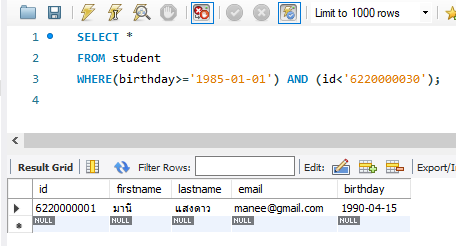 Limit to 1000 rows
1 SELECT *
2 FROM student
3 WHERE(birthday>='1985-01-01') AND (id<'6220000030');
4
Result Grid Filter Rows: Edit: Export/I
id firstname lastname email birthday
6220000001 มานี แสงดาว manee@gmail.com 1990-04-15
NULL NULL NULL NULL NULL